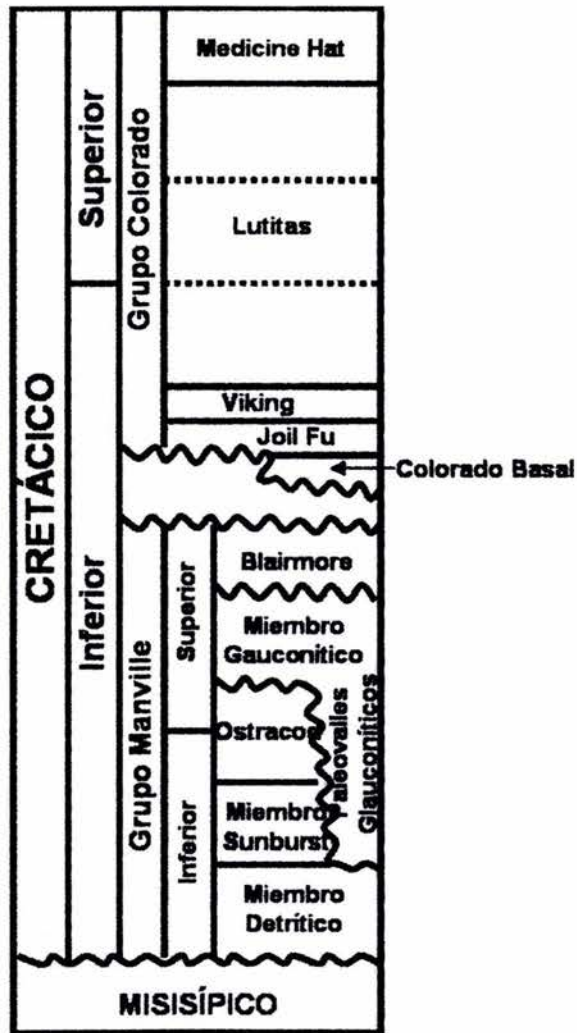 CRETÁCICO
Superior
Inferior
Grupo Colorado
Medicine Hat
Lutitas
Viking
Joil Fu
Colorado Basal
Grupo Manville
Superior
Inferior
Blairmore
Miembro
Gauconítico
Ostracod
Miembro
Sunburst
Paleovalles
Glauconíticos
Miembro
Detrítico
MISISÍPICO